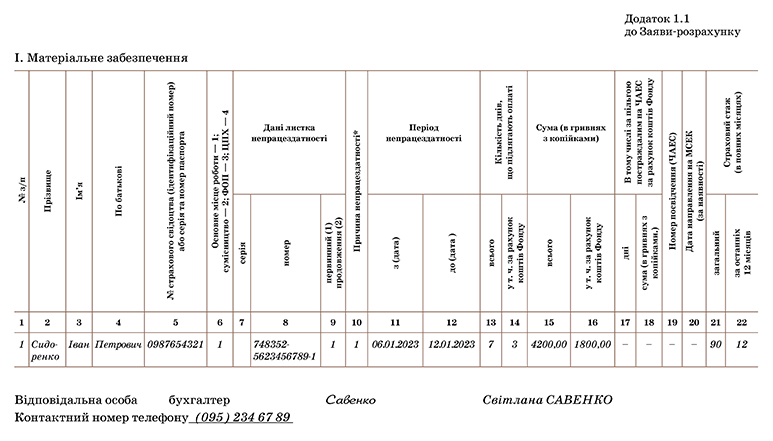 Додаток 1.1
до Заяви-розрахунку
I. Матеріальне забезпечення
№ з/п
Прізвище
Ім’я
По батькові
№ страхового свідоцтва (ідентифікаційний номер)
або серія та номер паспорта
Основне місце роботи — 1;
сумісництво — 2; ФОП — 3; ЦПХ — 4
Дані листка
непрацездатності
серія
номер
первинний (1)
продовження (2)
Причина непрацездатності*
Період
непрацездатності
з (дата)
до (дата )
Кількість днів,
що підлягають оплаті
всього
у т. ч. за рахунок
коштів Фонду
Сума (в гривнях
з копійками)
всього
у т. ч. за рахунок
коштів Фонду
В тому числі за пільгою
постраждалим на ЧАЕС
за рахунок коштів Фонду
дні
сума (в гривнях з
копійками.)
Номер посвідчення (ЧАЕС)
Дата направлення на МСЕК
(за наявності)
Страховий стаж
(в повних місяцях)
загальний
за останніх
12 місяців
1 2 3 4 5 6 7 8 9 10 11 12 13 14 15 16 17 18 19 20 21 22
1 Сидо- Іван Петрович 0987654321 1 748352- 1 1 06.01.2023 12.01.2023 7 3 4200,00 1800,00 – – – – 90 12
ренко 5623456789-1
Відповідальна особа бухгалтер Савенко Світлана САВЕНКО
Контактний номер телефону (095) 234 67 89